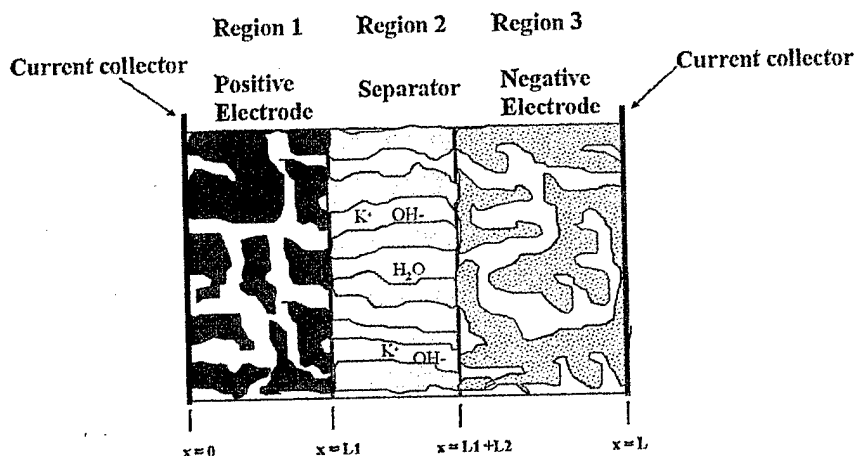 Region 1 Region 2 Region 3
Current collector Current collector
Positive
Electrode
Separator
Negative
Electrode
K+ OH-
H₂O
K+ OH-
x=0 x=L1 x=L1+L2 x=L